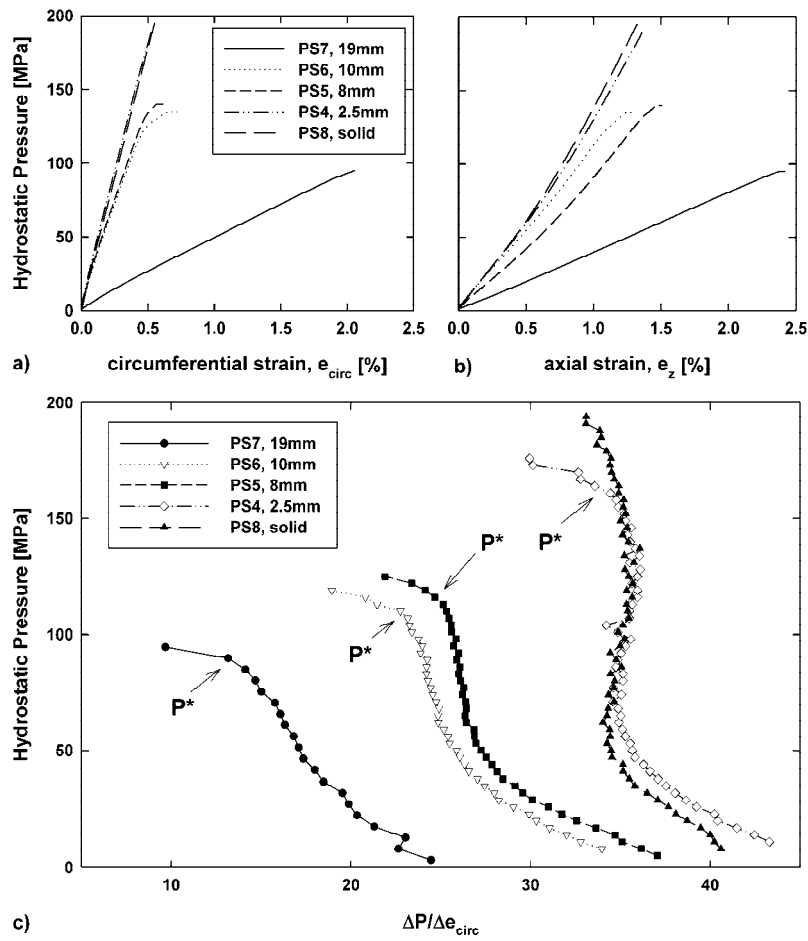 200
150
100
50
0
Hydrostatic Pressure [MPa]
PS7, 19mm
PS6, 10mm
PS5, 8mm
PS4, 2.5mm
PS8, solid
0.0 0.5 1.0 1.5 2.0 2.5
0.0 0.5 1.0 1.5 2.0 2.5
a) circumferential strain, e_circ [%]
b) axial strain, e_z [%]
200
150
100
50
0
Hydrostatic Pressure [MPa]
PS7, 19mm
PS6, 10mm
PS5, 8mm
PS4, 2.5mm
PS8, solid
P*
P*
P*
P*
10 20 30 40
c) ΔP/Δe_circ